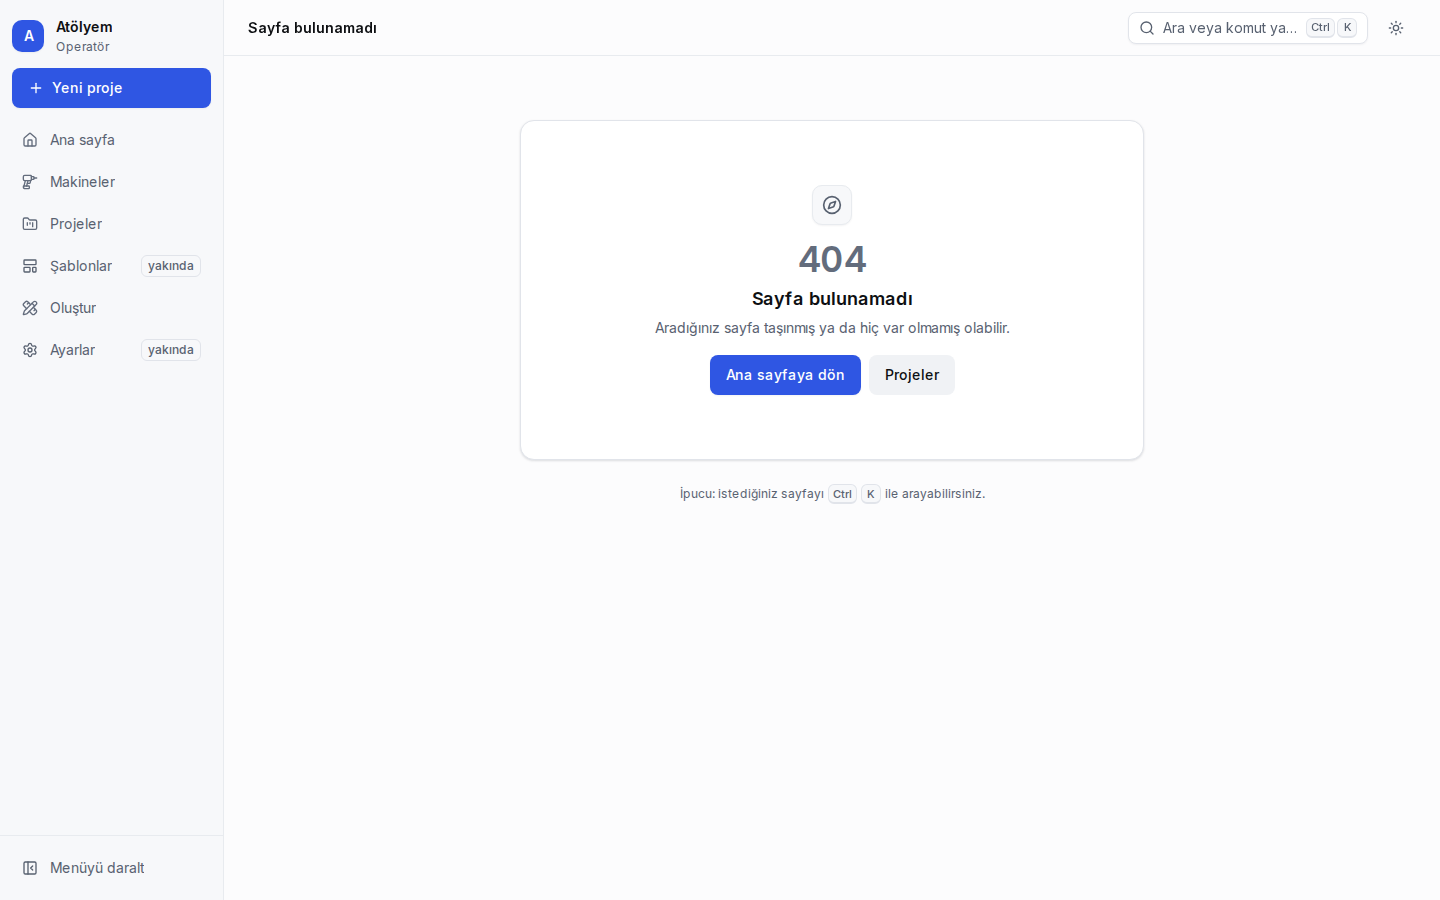 A
Atölyem
Operatör
Yeni proje
Ana sayfa
Makineler
Projeler
Şablonlar yakında
Oluştur
Ayarlar yakında
Menüyü daralt
Sayfa bulunamadı
Ara veya komut ya... Ctrl K
404
Sayfa bulunamadı
Aradığınız sayfa taşınmış ya da hiç var olmamış olabilir.
Ana sayfaya dön Projeler
İpucu: istediğiniz sayfayı Ctrl K ile arayabilirsiniz.